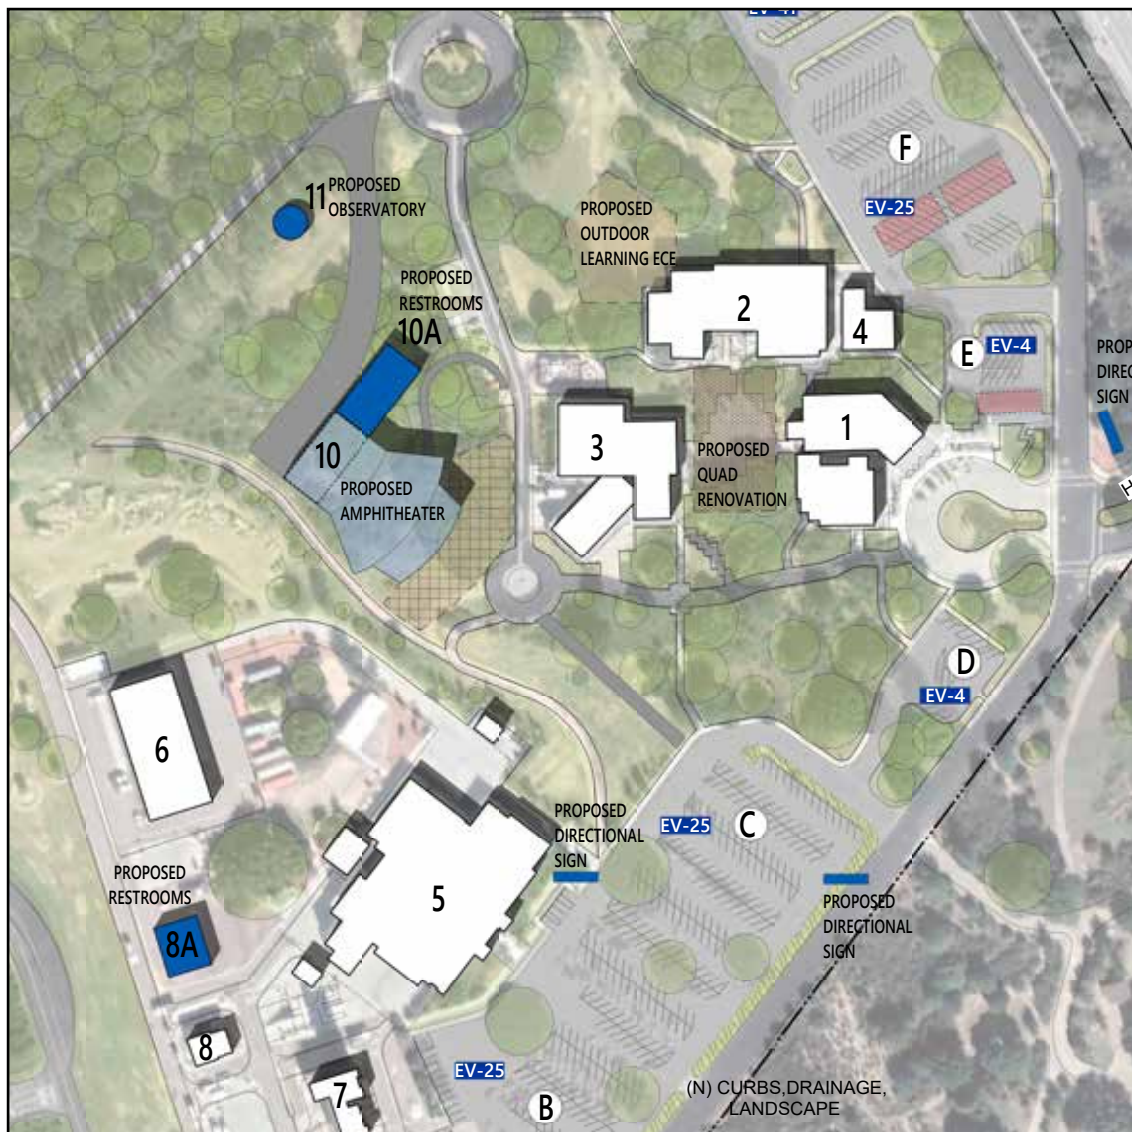 EV-41
F
EV-25
11
PROPOSED
OBSERVATORY
PROPOSED
OUTDOOR
LEARNING ECE
PROPOSED
RESTROOMS
10A
2
4
E
EV-4
PROP
DIREC
SIGN
3
1
10
PROPOSED
AMPHITHEATER
PROPOSED
QUAD
RENOVATION
D
EV-4
6
PROPOSED
DIRECTIONAL
SIGN
EV-25
C
PROPOSED
RESTROOMS
8A
5
PROPOSED
DIRECTIONAL
SIGN
8
7
EV-25
B
(N) CURBS,DRAINAGE,
LANDSCAPE